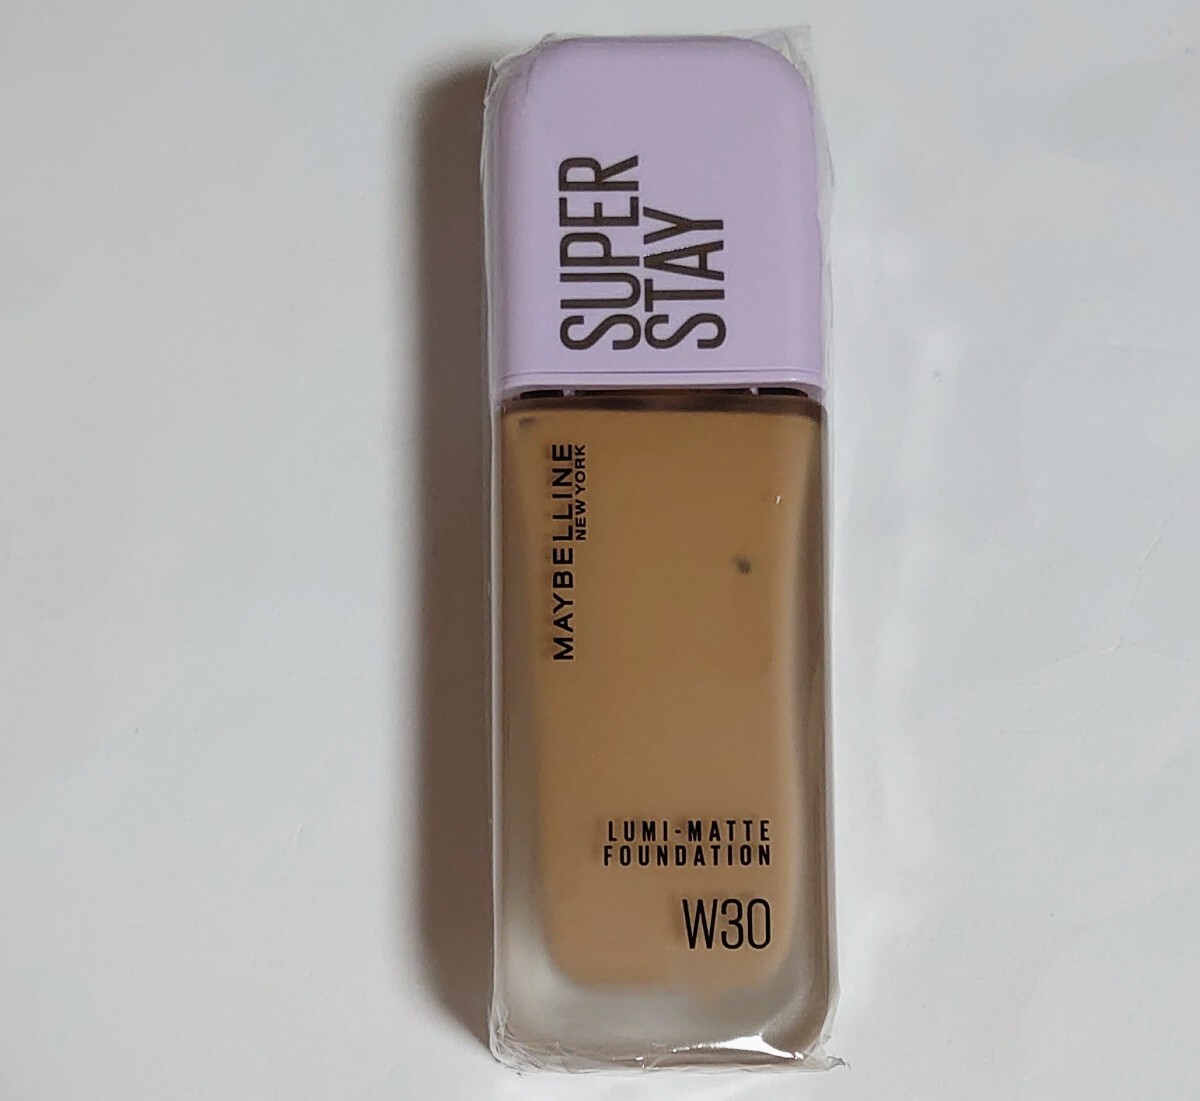 SUPER
STAY
MAYBELLINE
NEW YORK
LUMI-MATTE
FOUNDATION
W30